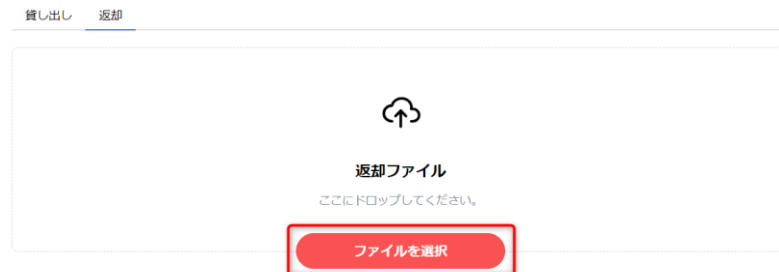 貸し出し 返却
返却ファイル
ここにドロップしてください。
ファイルを選択